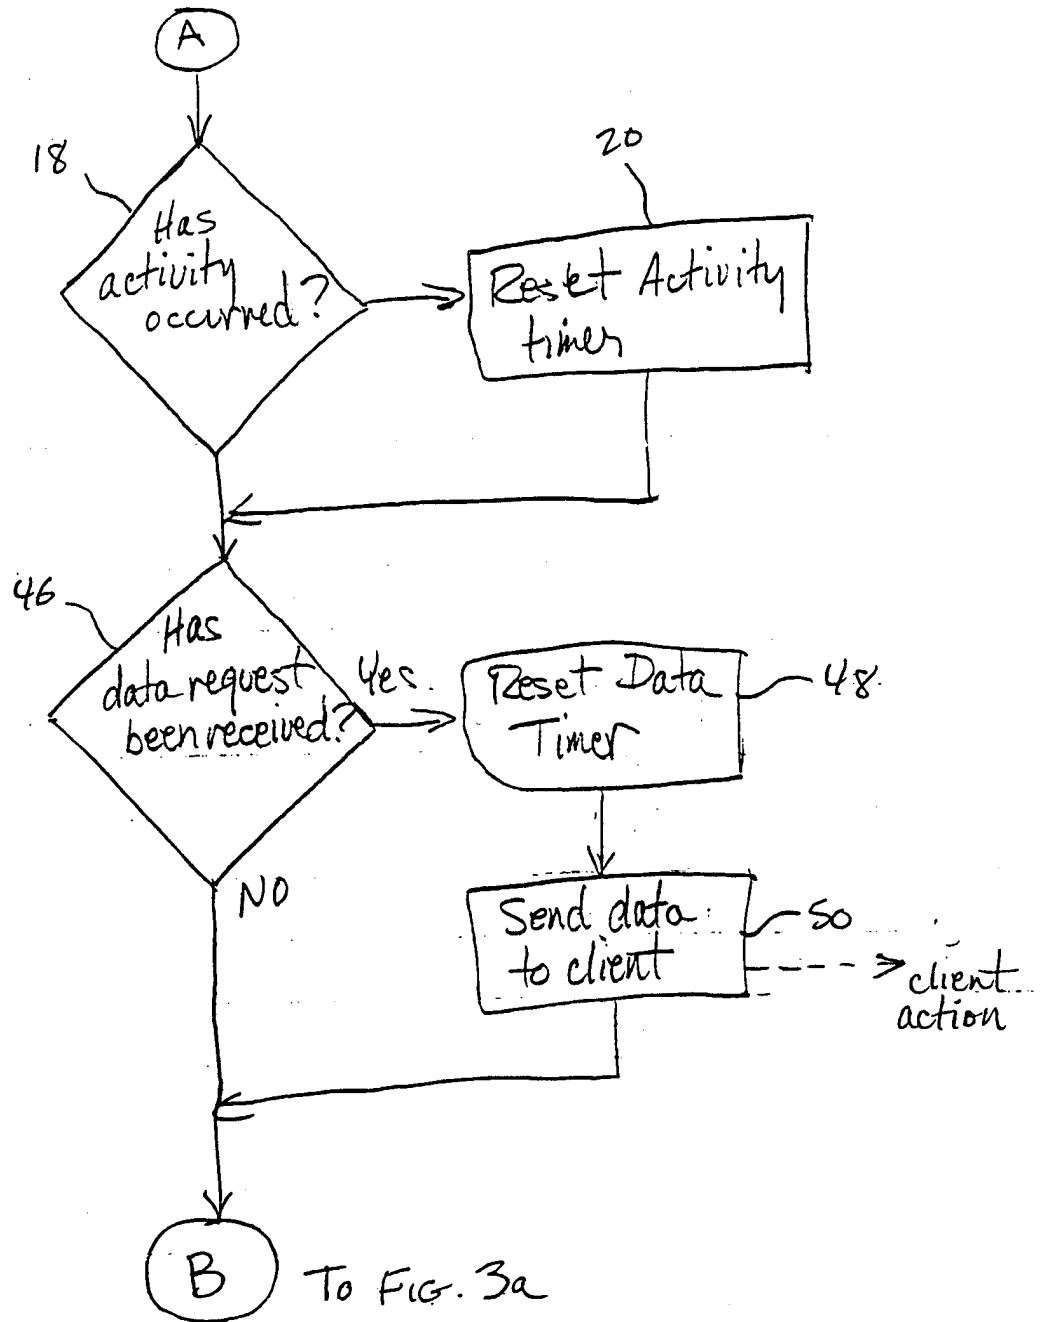 A
18
20
Has
activity
occurred?
Reset Activity
timer
46
Has
data request
been received?
Yes.
Reset Data
Timer
48.
NO
Send data
to client
50
client
action
B
To FIG. 3a